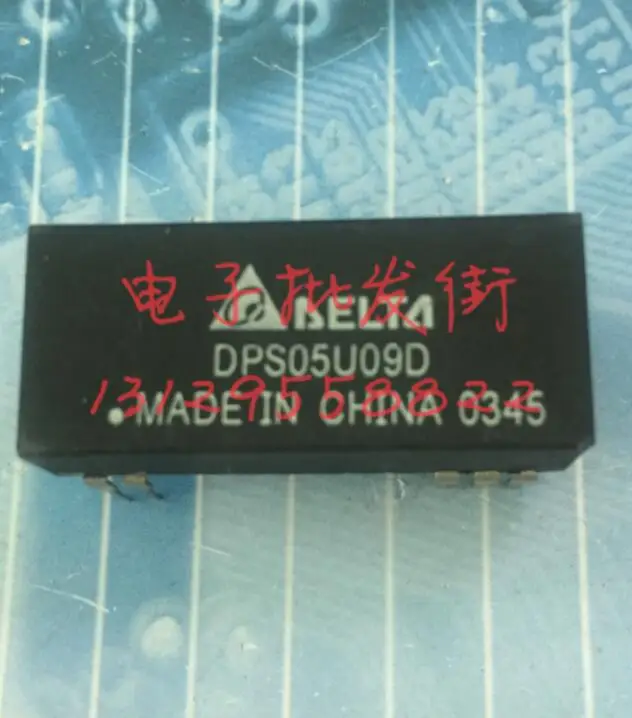 电子批发街
DELTA
DPS05U09D
13129558822
MADE IN CHINA 0345